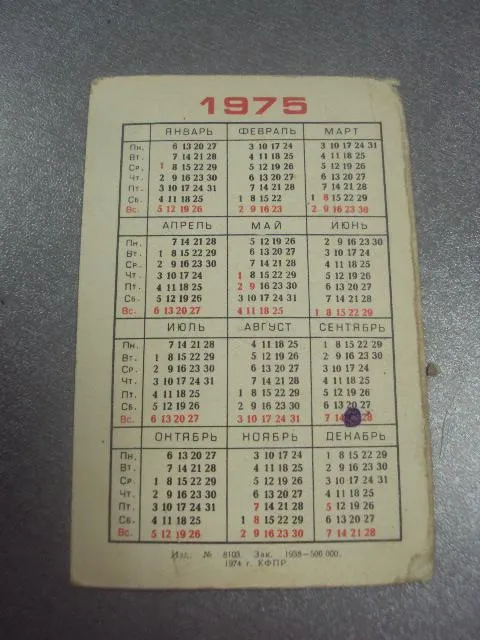 1975
ЯНВАРЬ ФЕВРАЛЬ МАРТ
Пн. 6 13 20 27 3 10 17 24 3 10 17 24 31
Вт. 7 14 21 28 4 11 18 25 4 11 18 25
Ср. 1 8 15 22 29 5 12 19 26 5 12 19 26
Чт. 2 9 16 23 30 6 13 20 27 6 13 20 27
Пт. 3 10 17 24 31 7 14 21 28 7 14 21 28
Сб. 4 11 18 25 1 8 15 22 1 8 15 22 29
Вс. 5 12 19 26 2 9 16 23 2 9 16 23 30
АПРЕЛЬ МАЙ ИЮНЬ
Пн. 7 14 21 28 5 12 19 26 2 9 16 23 30
Вт. 1 8 15 22 29 6 13 20 27 3 10 17 24
Ср. 2 9 16 23 30 7 14 21 28 4 11 18 25
Чт. 3 10 17 24 1 8 15 22 29 5 12 19 26
Пт. 4 11 18 25 2 9 16 23 30 6 13 20 27
Сб. 5 12 19 26 3 10 17 24 31 7 14 21 28
Вс. 6 13 20 27 4 11 18 25 1 8 15 22 29
ИЮЛЬ АВГУСТ СЕНТЯБРЬ
Пн. 7 14 21 28 4 11 18 25 1 8 15 22 29
Вт. 1 8 15 22 29 5 12 19 26 2 9 16 23 30
Ср. 2 9 16 23 30 6 13 20 27 3 10 17 24
Чт. 3 10 17 24 31 7 14 21 28 4 11 18 25
Пт. 4 11 18 25 1 8 15 22 29 5 12 19 26
Сб. 5 12 19 26 2 9 16 23 30 6 13 20 27
Вс. 6 13 20 27 3 10 17 24 31 7 14 28
ОКТЯБРЬ НОЯБРЬ ДЕКАБРЬ
Пн. 6 13 20 27 3 10 17 24 1 8 15 22 29
Вт. 7 14 21 28 4 11 18 25 2 9 16 23 30
Ср. 1 8 15 22 29 5 12 19 26 3 10 17 24 31
Чт. 2 9 16 23 30 6 13 20 27 4 11 18 25
Пт. 3 10 17 24 31 7 14 21 28 5 12 19 26
Сб. 4 11 18 25 1 8 15 22 29 6 13 20 27
Вс. 5 12 19 26 2 9 16 23 30 7 14 21 28
Изд. № 8103. Зак. 1938—500 000.
1974 г. КФПР.